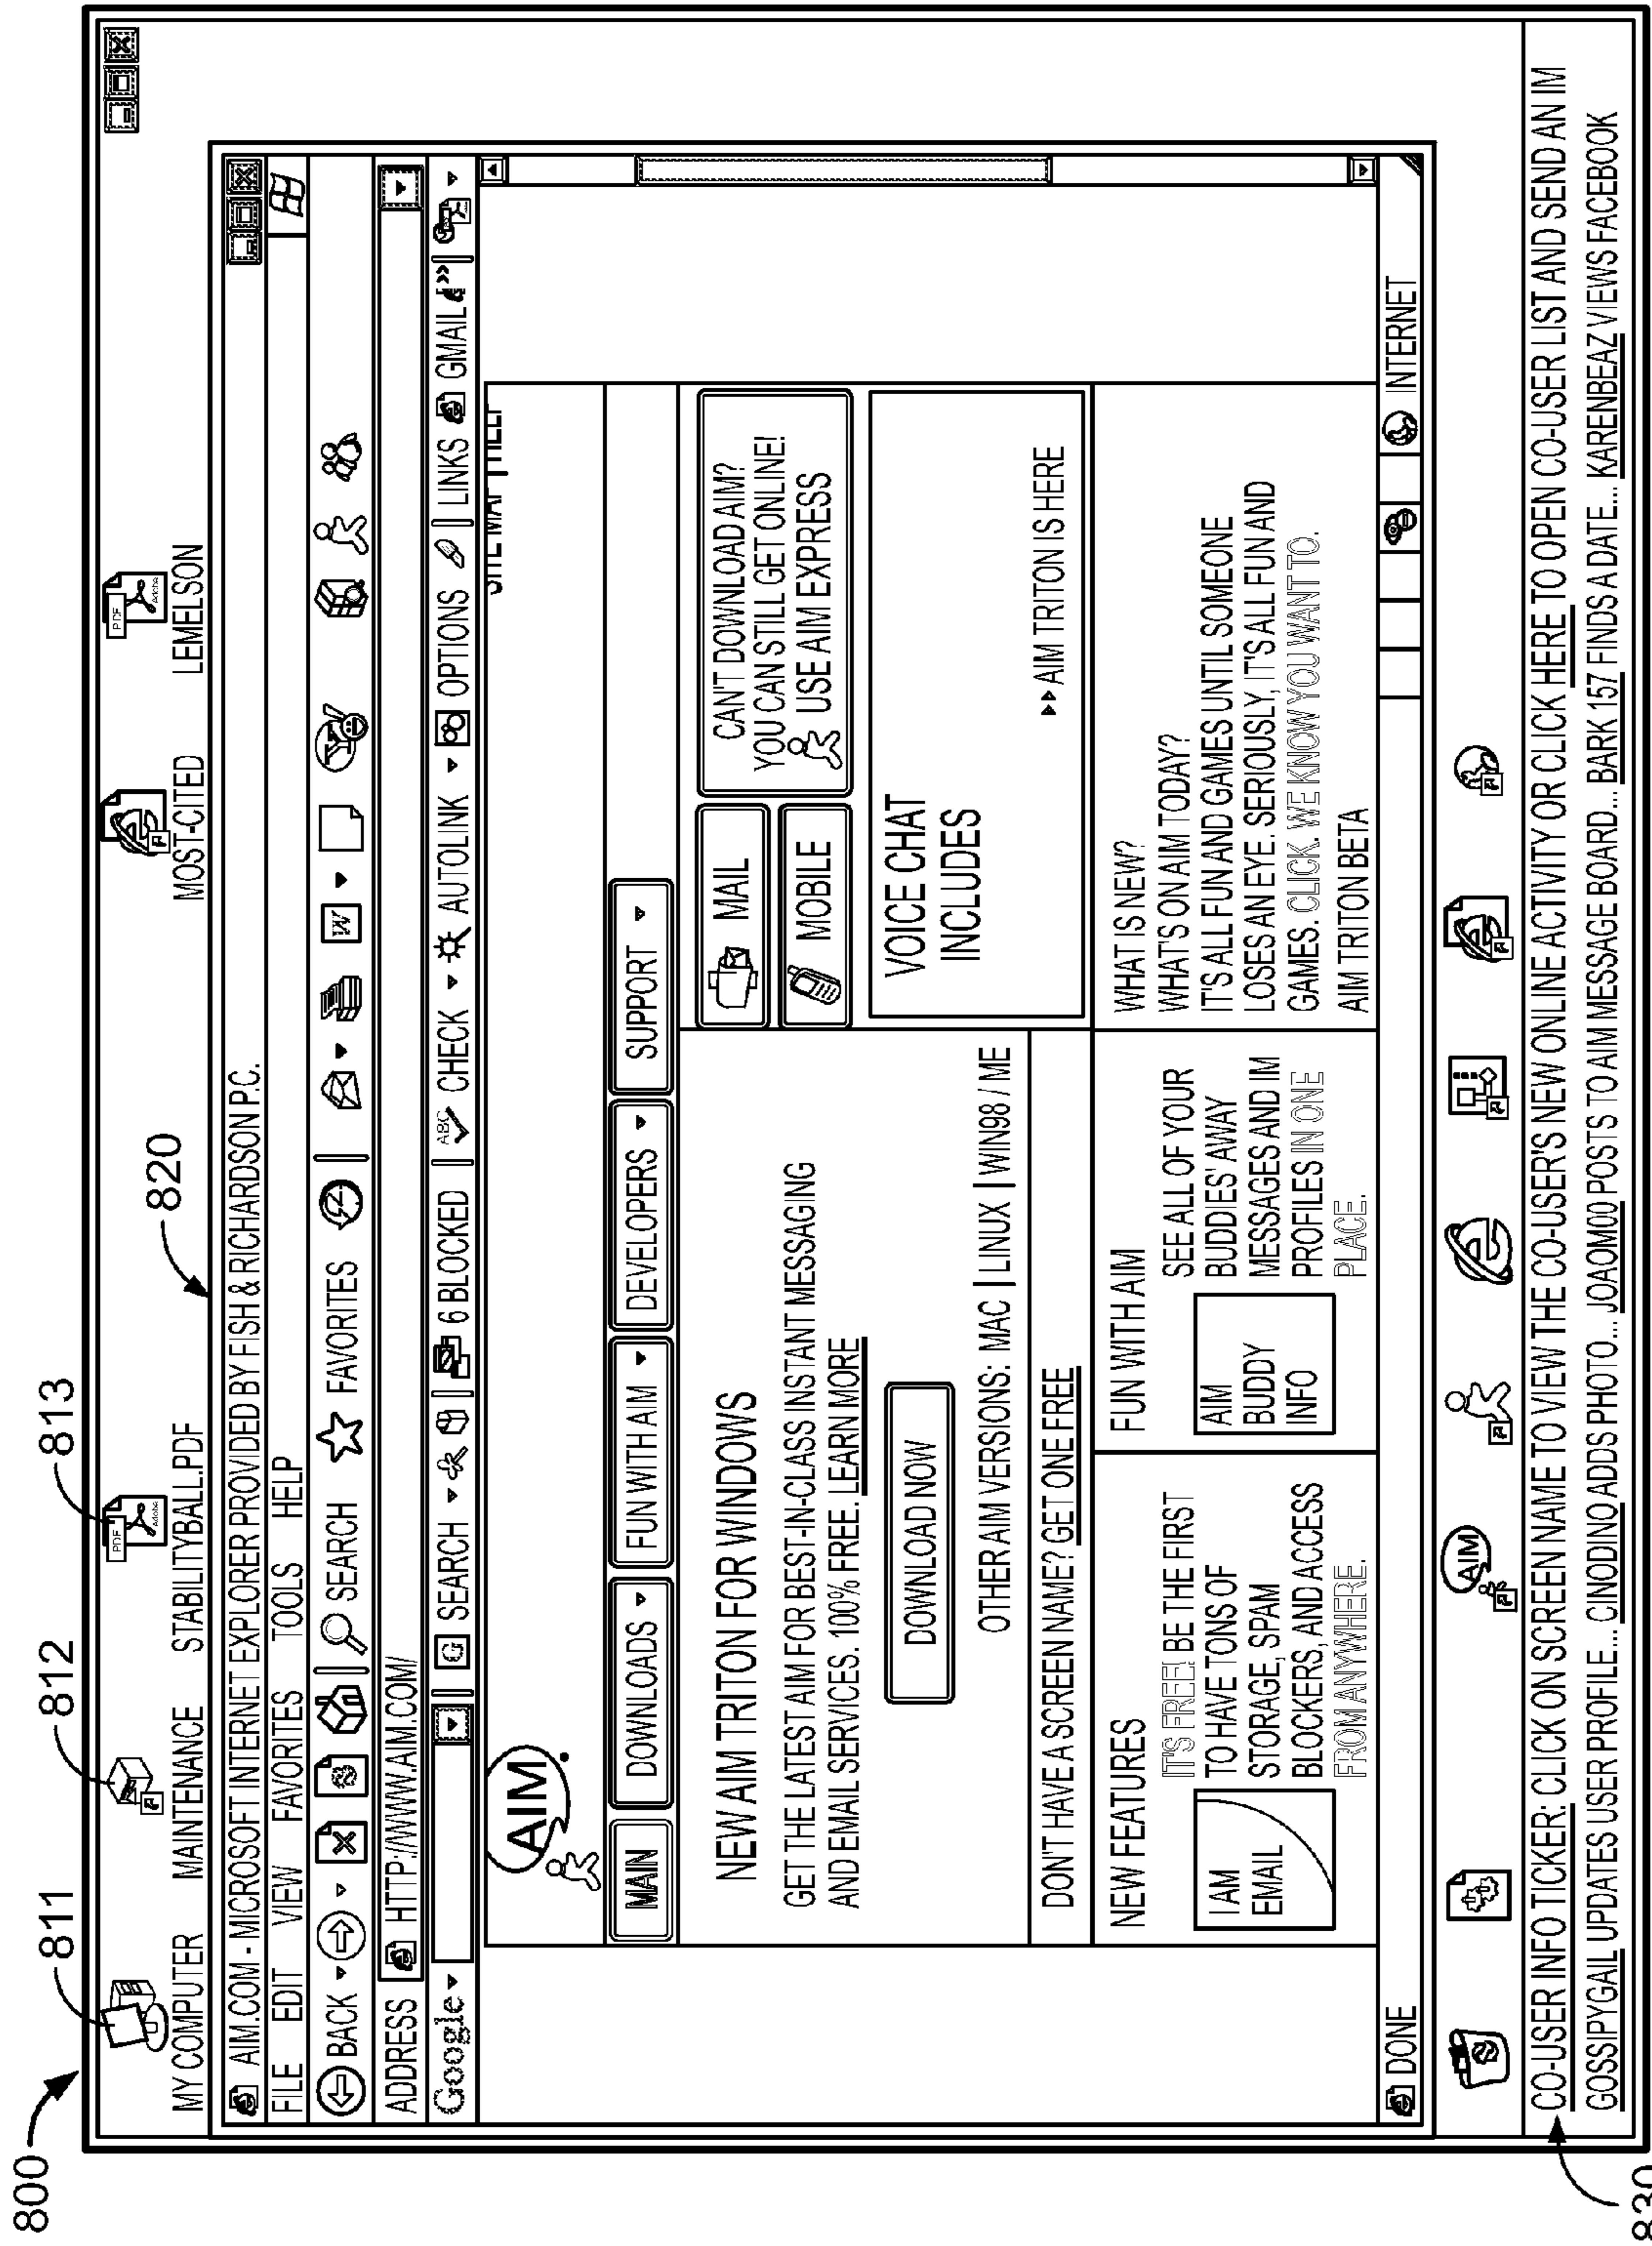 800
811
812
813
820
830
MY COMPUTER
MAINTENANCE
STABILITYBALL.PDF
MOST-CITED
LEMELSON
PDF
Adobe
PDF
Adobe
AIM.COM - MICROSOFT INTERNET EXPLORER PROVIDED BY FISH & RICHARDSON P.C.
FILE EDIT VIEW FAVORITES TOOLS HELP
BACK SEARCH FAVORITES W
ADDRESS HTTP://WWW.AIM.COM/
Google G SEARCH 6 BLOCKED ABC CHECK AUTOLINK OPTIONS LINKS GMAIL »
AIM
MAIN DOWNLOADS FUN WITH AIM DEVELOPERS SUPPORT
NEW AIM TRITON FOR WINDOWS
GET THE LATEST AIM FOR BEST-IN-CLASS INSTANT MESSAGING
AND EMAIL SERVICES. 100% FREE. LEARN MORE
DOWNLOAD NOW
OTHER AIM VERSIONS: MAC | LINUX | WIN98 / ME
DON'T HAVE A SCREEN NAME? GET ONE FREE
MAIL
MOBILE
CAN'T DOWNLOAD AIM?
YOU CAN STILL GET ONLINE!
USE AIM EXPRESS
VOICE CHAT
INCLUDES
AIM TRITON IS HERE
NEW FEATURES
I AM
EMAIL
IT'S FREE! BE THE FIRST
TO HAVE TONS OF
STORAGE, SPAM
BLOCKERS, AND ACCESS
FROM ANYWHERE.
FUN WITH AIM
AIM
BUDDY
INFO
SEE ALL OF YOUR
BUDDIES' AWAY
MESSAGES AND IM
PROFILES IN ONE
PLACE.
WHAT IS NEW?
WHAT'S ON AIM TODAY?
IT'S ALL FUN AND GAMES UNTIL SOMEONE
LOSES AN EYE. SERIOUSLY, IT'S ALL FUN AND
GAMES. CLICK. WE KNOW YOU WANT TO.
AIM TRITON BETA
DONE INTERNET
AIM
CO-USER INFO TICKER: CLICK ON SCREEN NAME TO VIEW THE CO-USER'S NEW ONLINE ACTIVITY OR CLICK HERE TO OPEN CO-USER LIST AND SEND AN IM
GOSSIPYGAIL UPDATES USER PROFILE... CINODINO ADDS PHOTO... JOAOM00 POSTS TO AIM MESSAGE BOARD... BARK 157 FINDS A DATE... KARENBEAZ VIEWS FACEBOOK